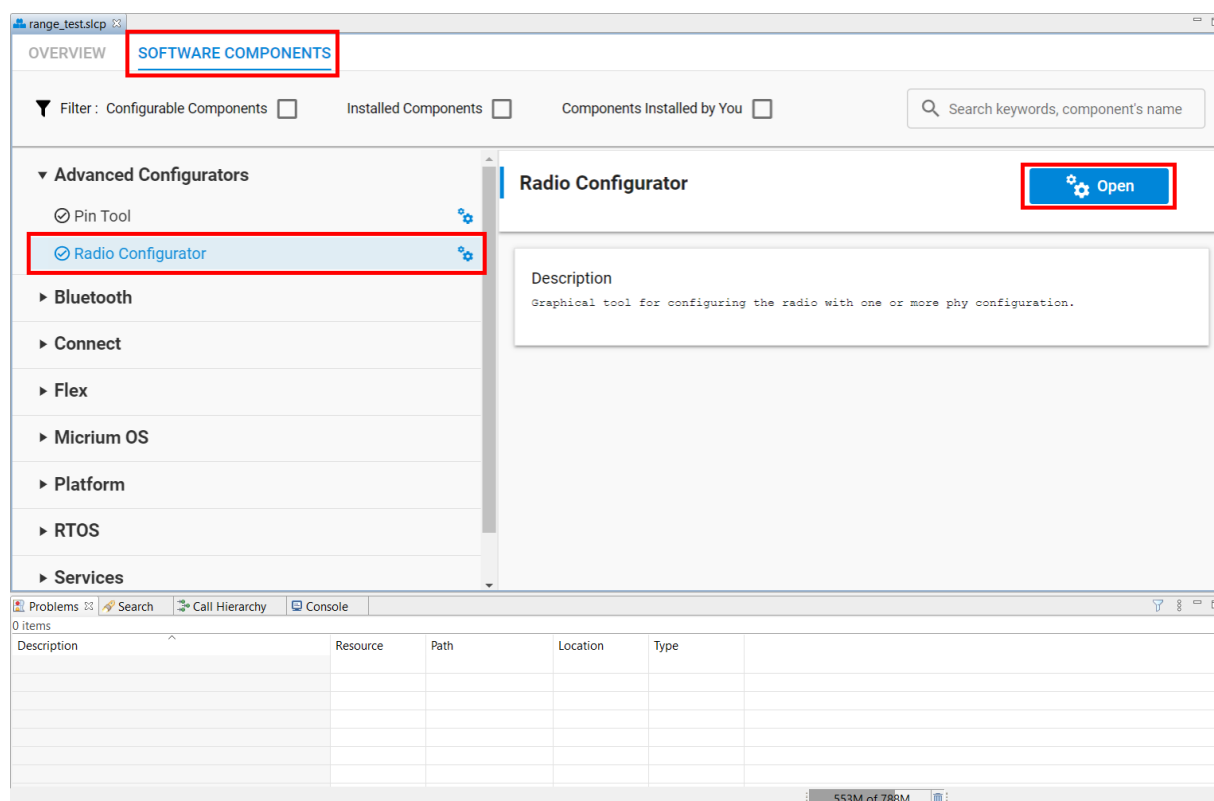 range_test.slcp
OVERVIEW SOFTWARE COMPONENTS
Filter : Configurable Components Installed Components Components Installed by You Search keywords, component's name
Advanced Configurators
Pin Tool
Radio Configurator
Bluetooth
Connect
Flex
Micrium OS
Platform
RTOS
Services
Radio Configurator
Open
Description
Graphical tool for configuring the radio with one or more phy configuration.
Problems Search Call Hierarchy Console
0 items
Description Resource Path Location Type
553M of 788M